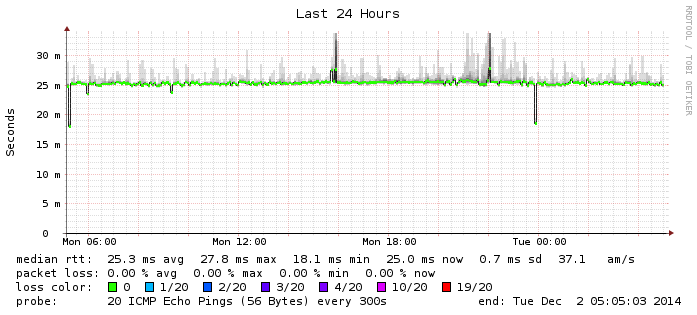 Last 24 Hours
RRDTOOL / TOBI OETIKER
Seconds
30 m
25 m
20 m
15 m
10 m
5 m
0
Mon 06:00 Mon 12:00 Mon 18:00 Tue 00:00
median rtt: 25.3 ms avg 27.8 ms max 18.1 ms min 25.0 ms now 0.7 ms sd 37.1 am/s
packet loss: 0.00 % avg 0.00 % max 0.00 % min 0.00 % now
loss color: 0 1/20 2/20 3/20 4/20 10/20 19/20
probe: 20 ICMP Echo Pings (56 Bytes) every 300s end: Tue Dec 2 05:05:03 2014